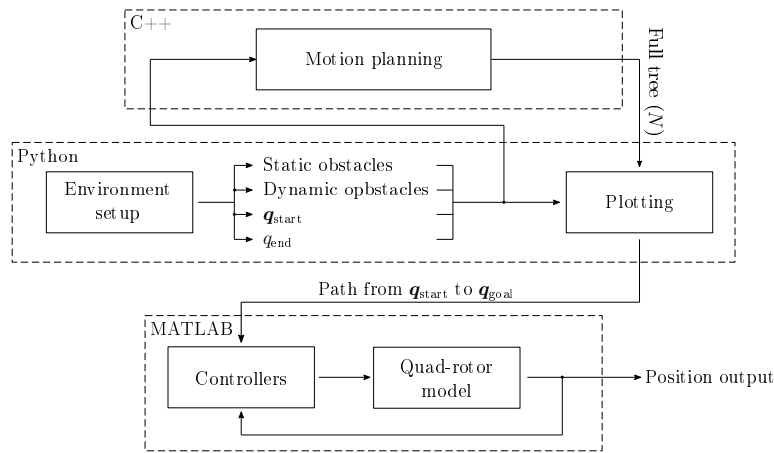 C++
Motion planning
Full tree (N)
Python
Environment
setup
Static obstacles
Dynamic opbstacles
q_start
q_end
Plotting
Path from q_start to q_goal
MATLAB
Controllers
Quad-rotor
model
Position output